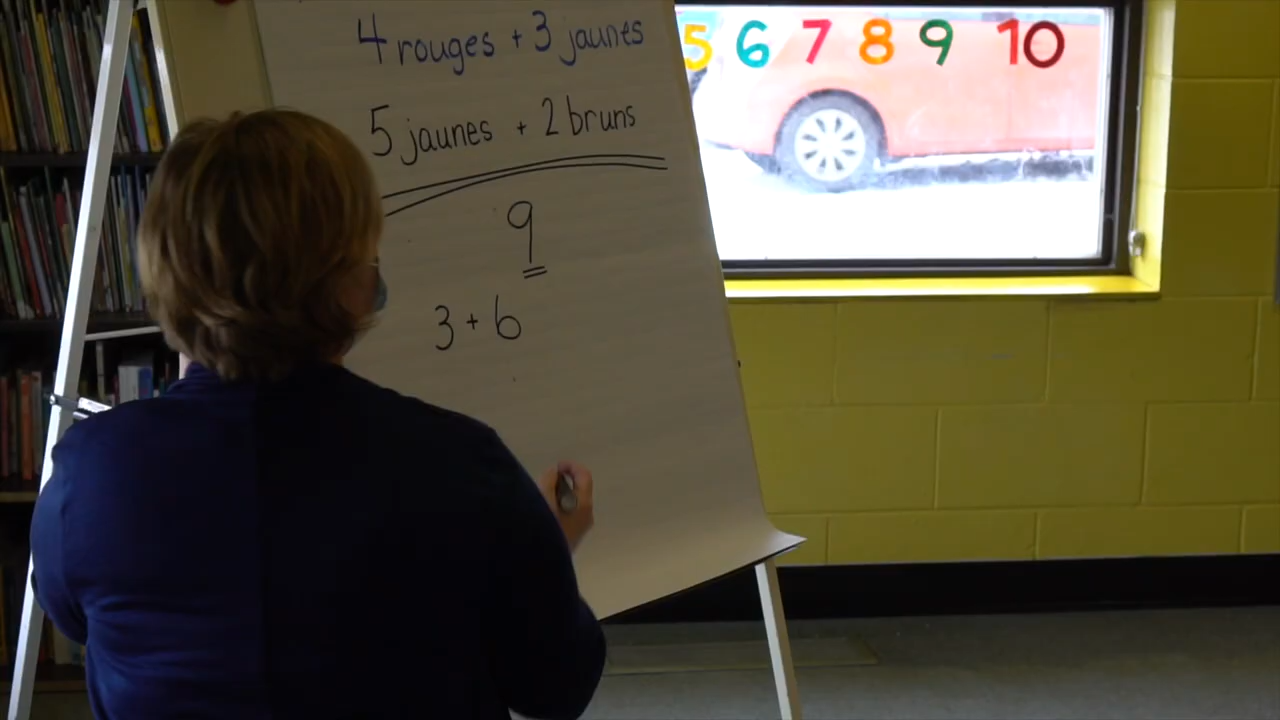 4 rouges + 3 jaunes
5 jaunes + 2 bruns
9
3 + 6
5 6 7 8 9 10